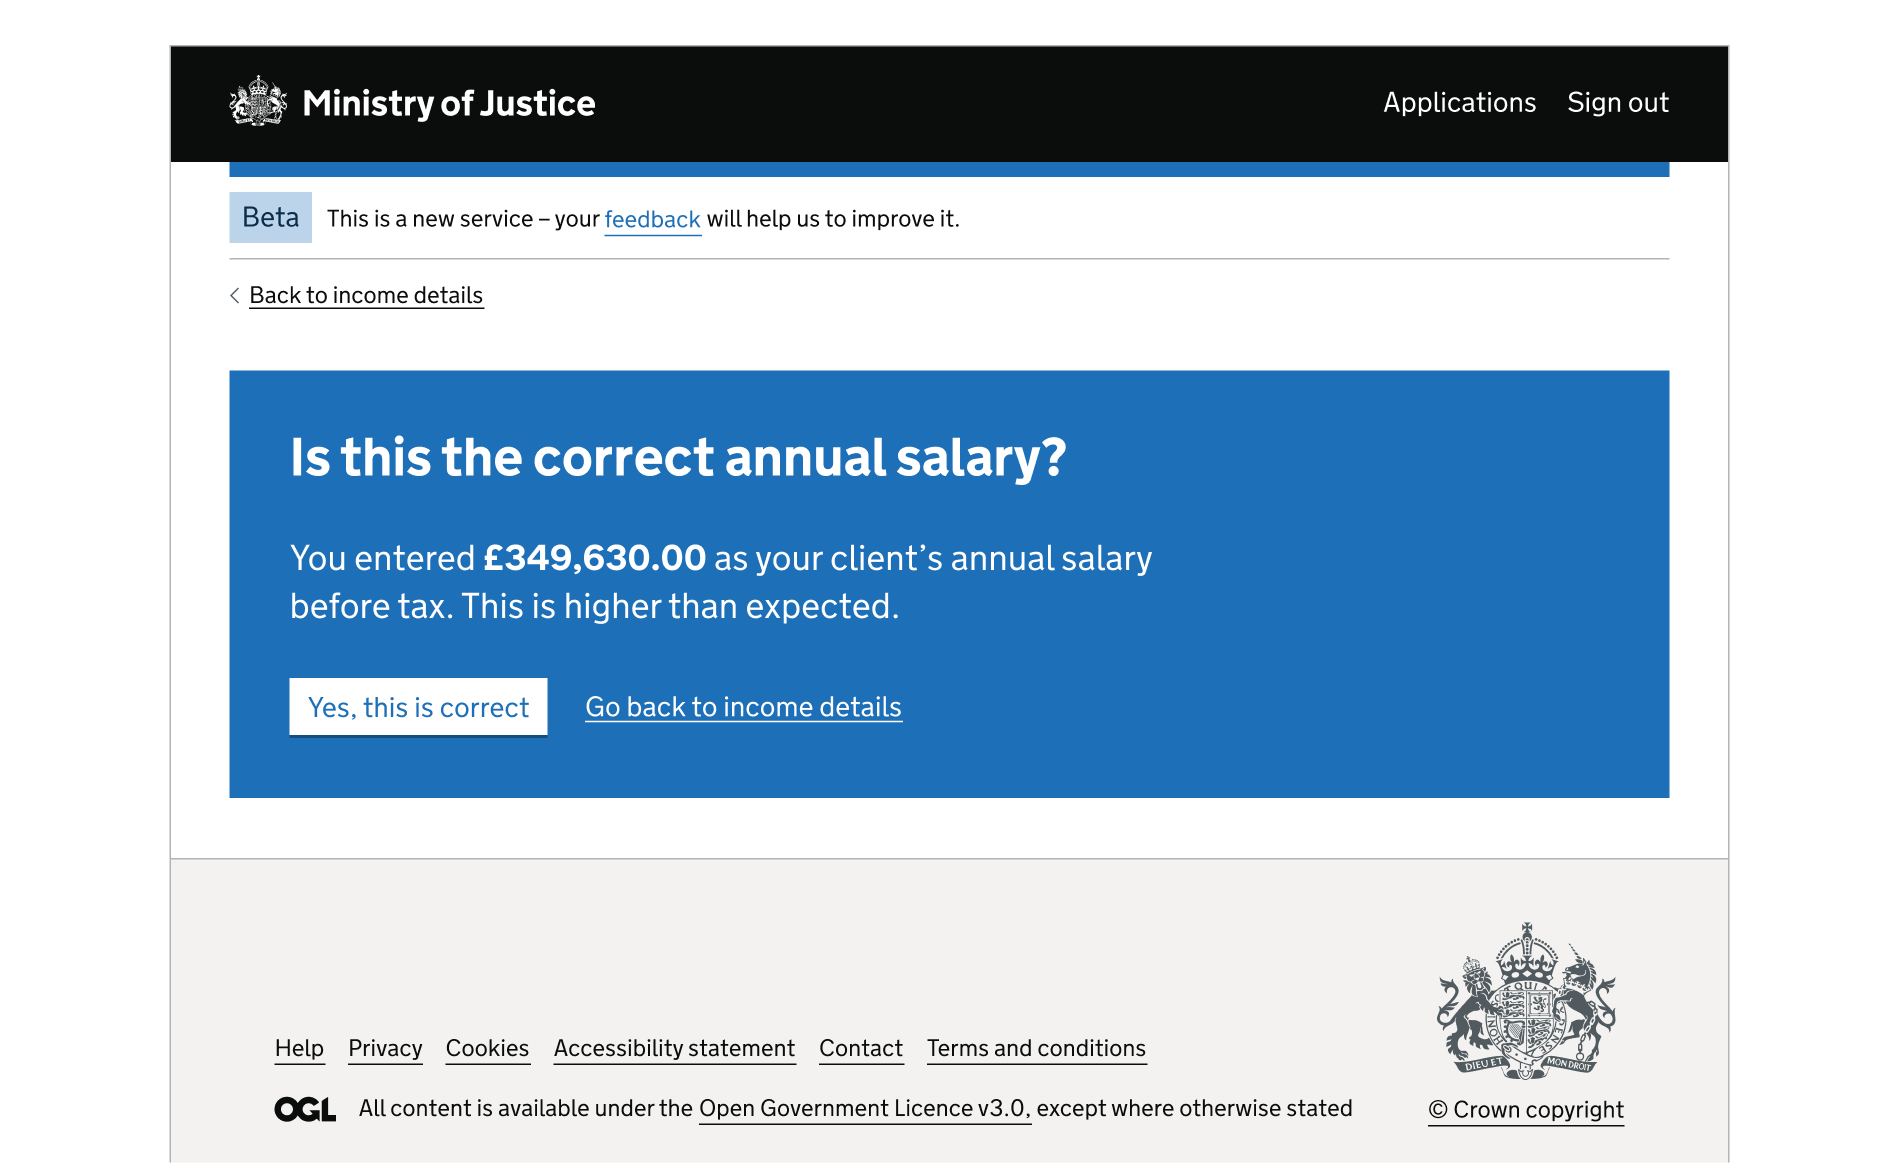 Ministry of Justice
Applications
Sign out
Beta
This is a new service – your feedback will help us to improve it.
Back to income details
Is this the correct annual salary?
You entered £349,630.00 as your client’s annual salary
before tax. This is higher than expected.
Yes, this is correct
Go back to income details
Help
Privacy
Cookies
Accessibility statement
Contact
Terms and conditions
OGL
All content is available under the Open Government Licence v3.0, except where otherwise stated
DIEU ET MON DROIT
© Crown copyright